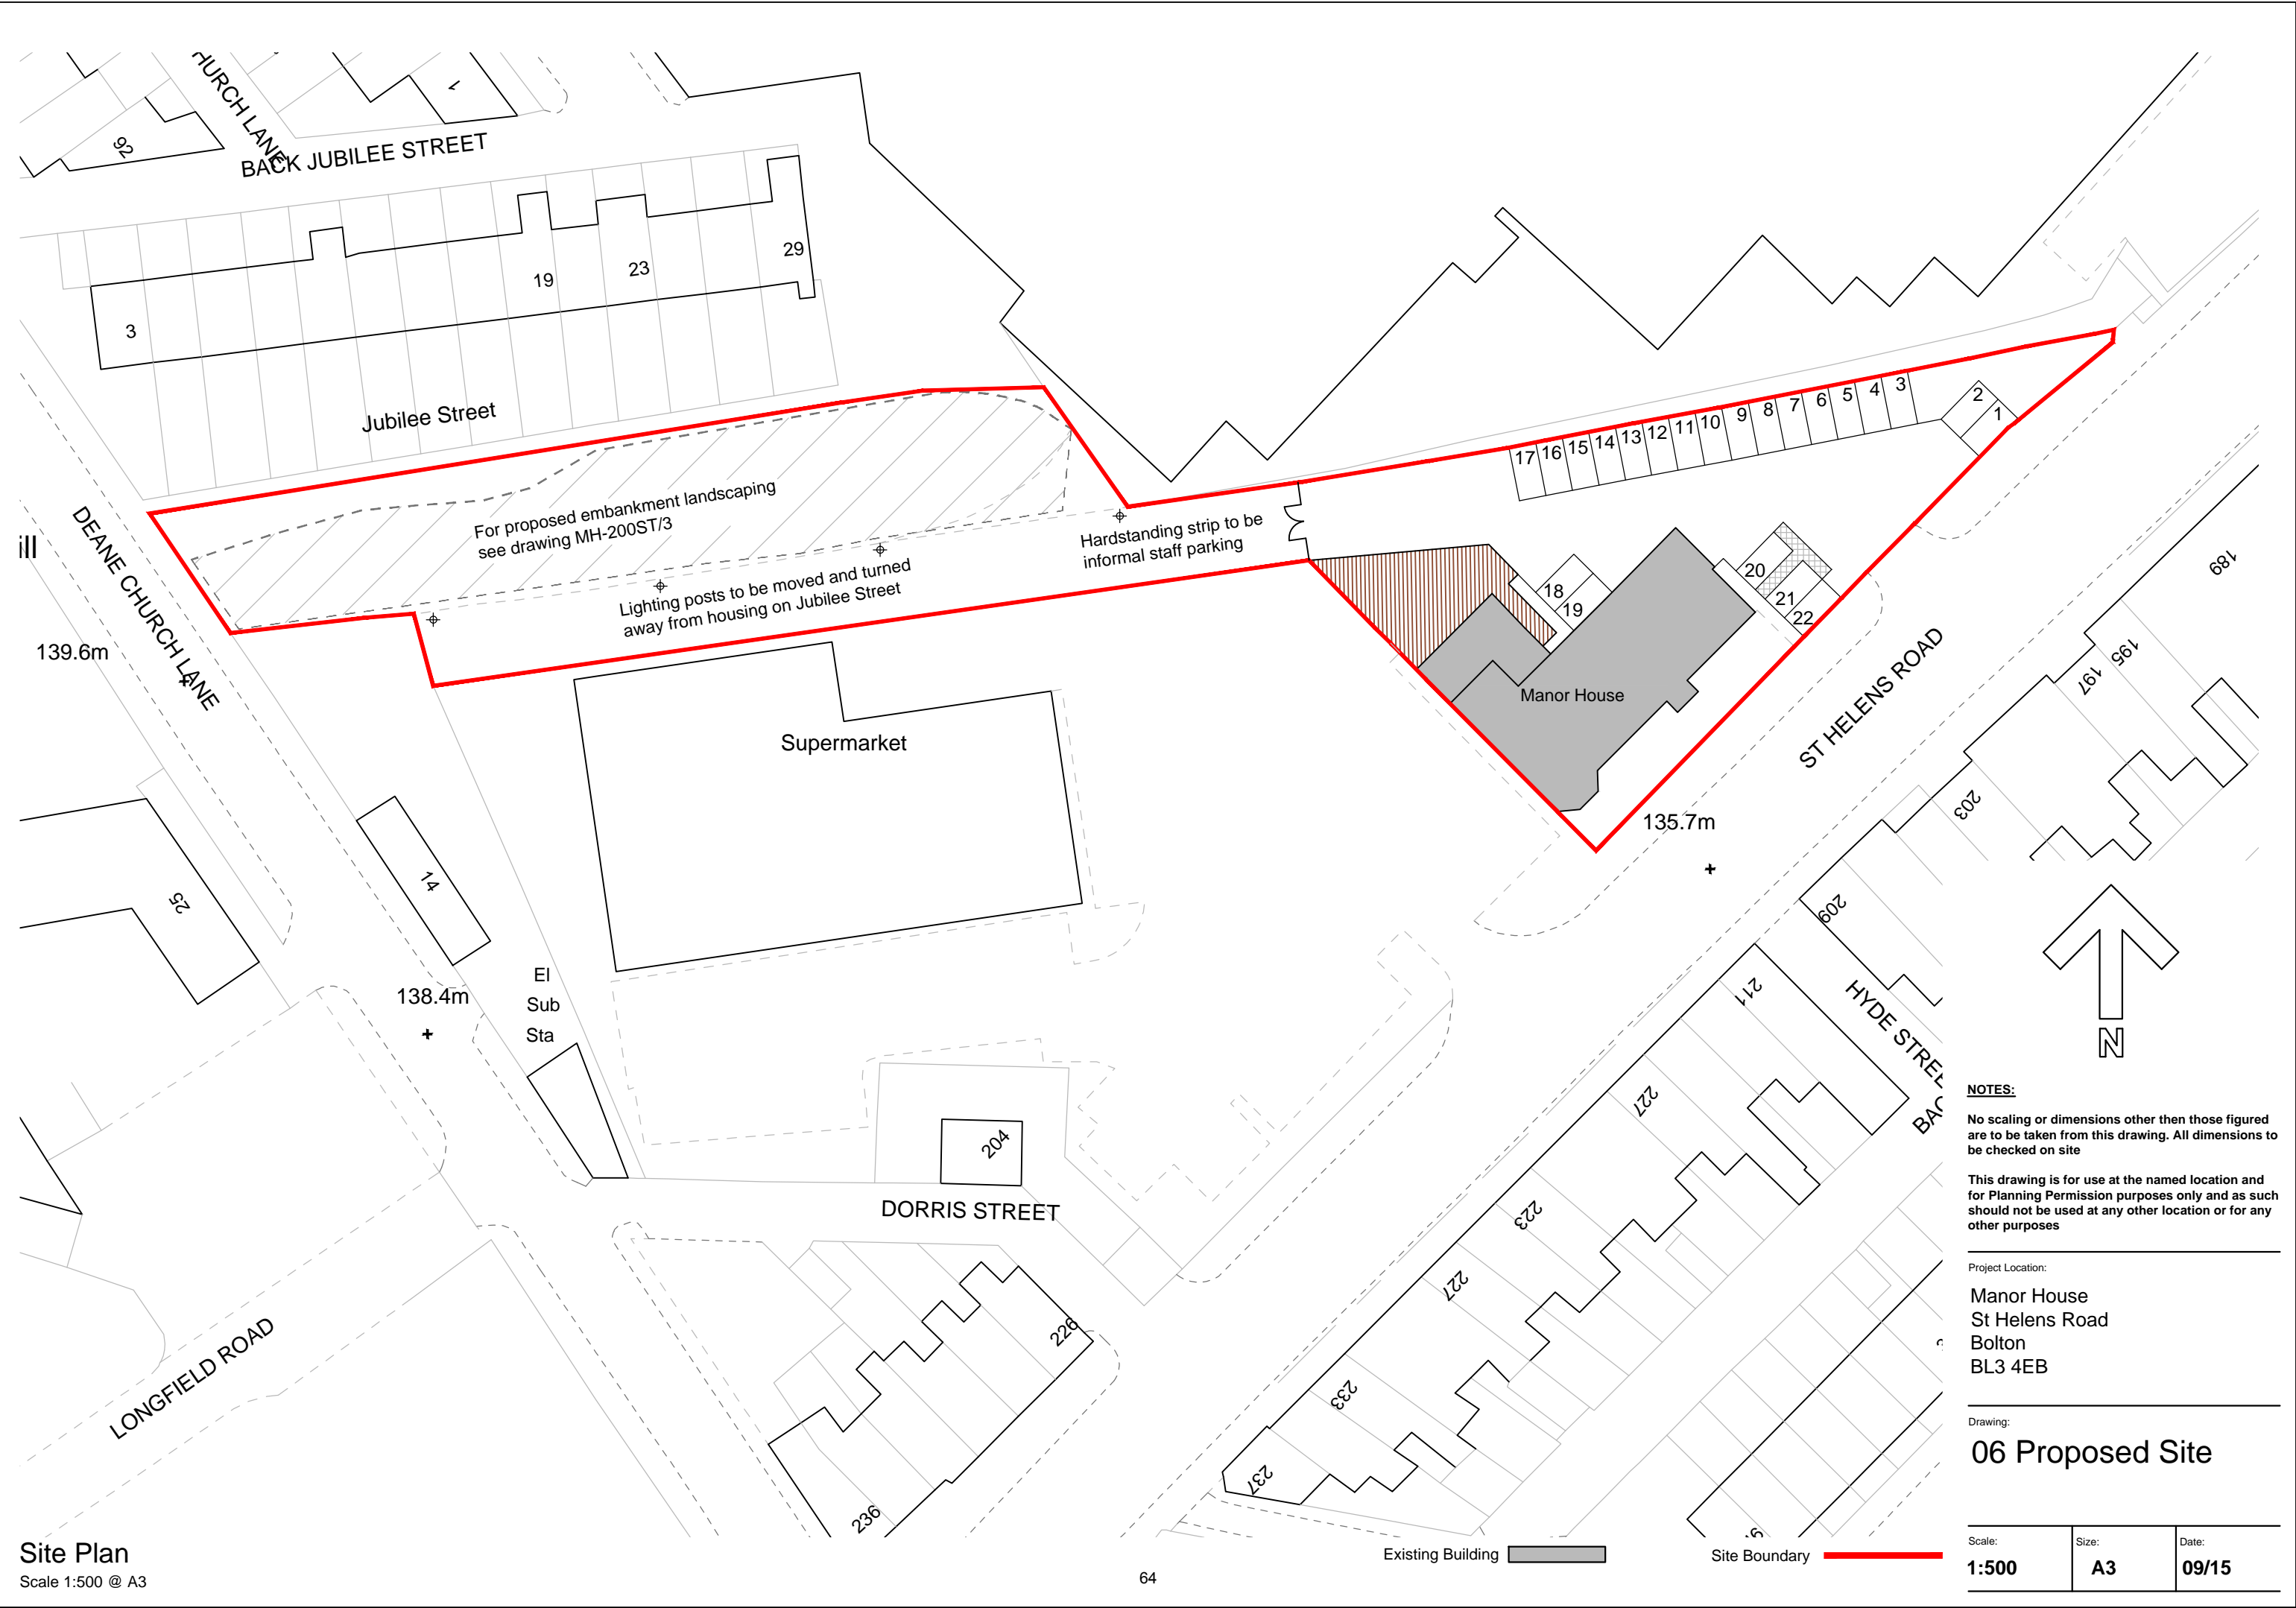 HURCH LANE
1
92
BACK JUBILEE STREET
3
19
23
29
Jubilee Street
For proposed embankment landscaping
see drawing MH-200ST/3
Lighting posts to be moved and turned
away from housing on Jubilee Street
Hardstanding strip to be
informal staff parking
17 16 15 14 13 12 11 10 9 8 7 6 5 4 3
2
1
18
19
20
21
22
Manor House
ill
DEANE CHURCH LANE
139.6m
Supermarket
ST HELENS ROAD
135.7m
189
195
197
203
209
211
HYDE STREE
BAC
25
14
138.4m
El
Sub
Sta
204
DORRIS STREET
227
223
227
233
237
226
236
LONGFIELD ROAD
N
NOTES:
No scaling or dimensions other then those figured
are to be taken from this drawing. All dimensions to
be checked on site
This drawing is for use at the named location and
for Planning Permission purposes only and as such
should not be used at any other location or for any
other purposes
Project Location:
Manor House
St Helens Road
Bolton
BL3 4EB
Drawing:
06 Proposed Site
Scale:
1:500
Size:
A3
Date:
09/15
Site Plan
Scale 1:500 @ A3
64
Existing Building
Site Boundary